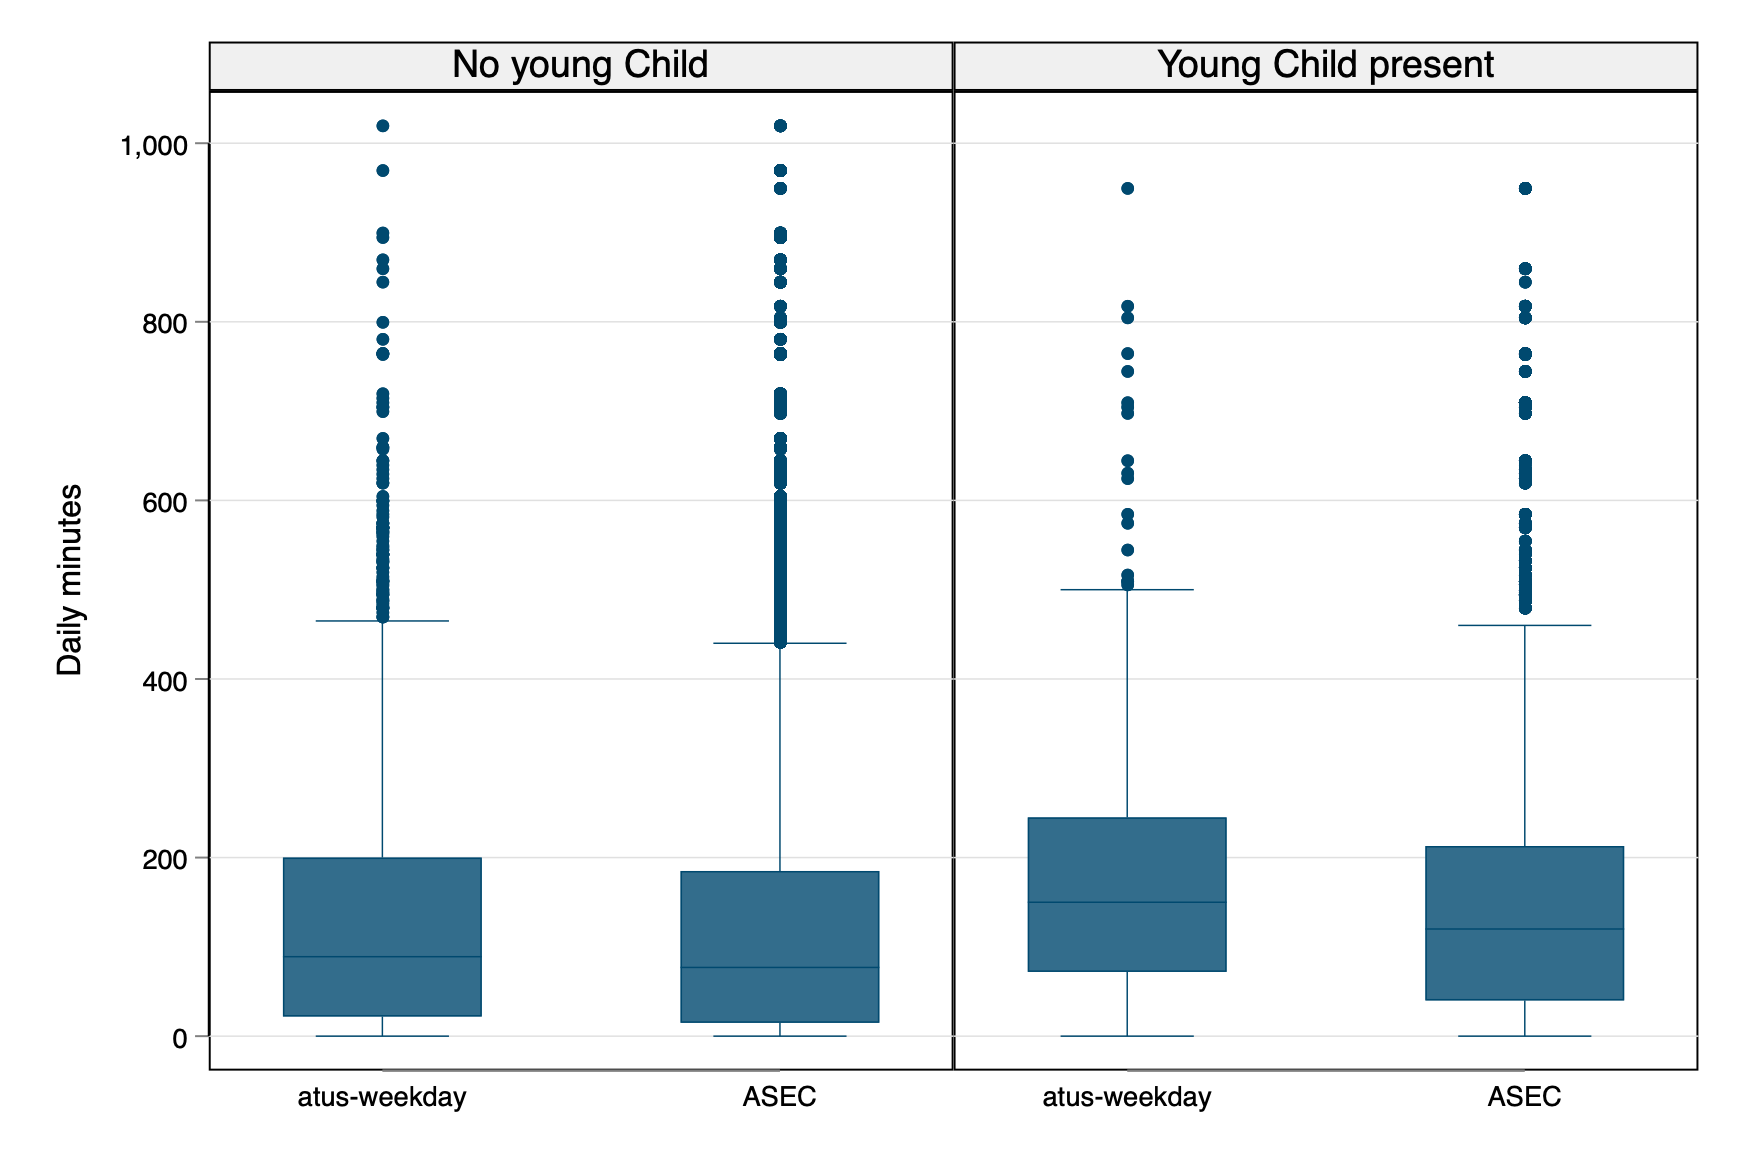 No young Child
Young Child present
Daily minutes
1,000
800
600
400
200
0
atus-weekday
ASEC
atus-weekday
ASEC